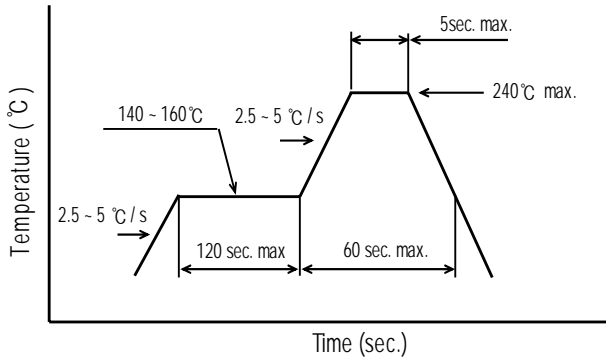 5sec. max.
240℃ max.
2.5 ~ 5 ℃ / s
140 ~ 160℃
2.5 ~ 5 ℃ / s
120 sec. max
60 sec. max.
Temperature ( ℃ )
Time (sec.)